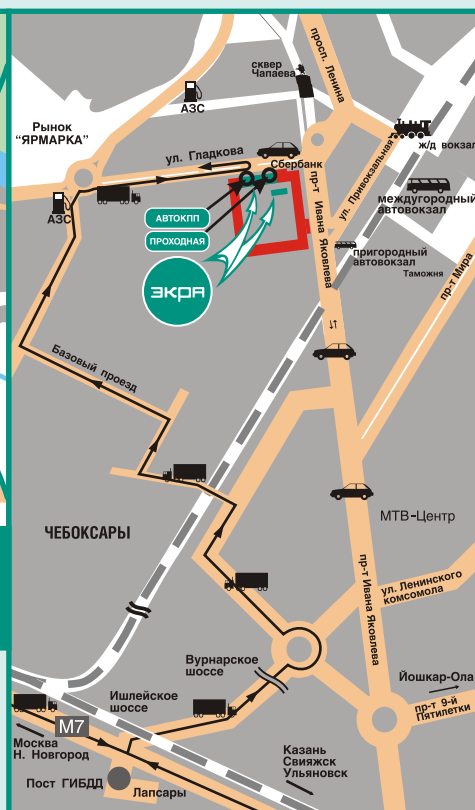 просп. Ленина
сквер
Чапаева
АЗС
Рынок
"ЯРМАРКА"
ж/д вокзал
ул. Гладкова
Сбербанк
ул. Привокзальная
междугородный
автовокзал
АЗС
АВТОКПП
ПРОХОДНАЯ
пр-т Ивана Яковлева
пригородный
автовокзал
Таможня
пр-т Мира
ЭКРА
Базовый проезд
ЧЕБОКСАРЫ
МТВ-Центр
пр-т Ивана Яковлева
ул. Ленинского
комсомола
Вурнарское
шоссе
Йошкар-Ола
Ишлейское
шоссе
пр-т 9-й
Пятилетки
М7
Москва
Н. Новгород
Казань
Свияжск
Ульяновск
Пост ГИБДД
Лапсары